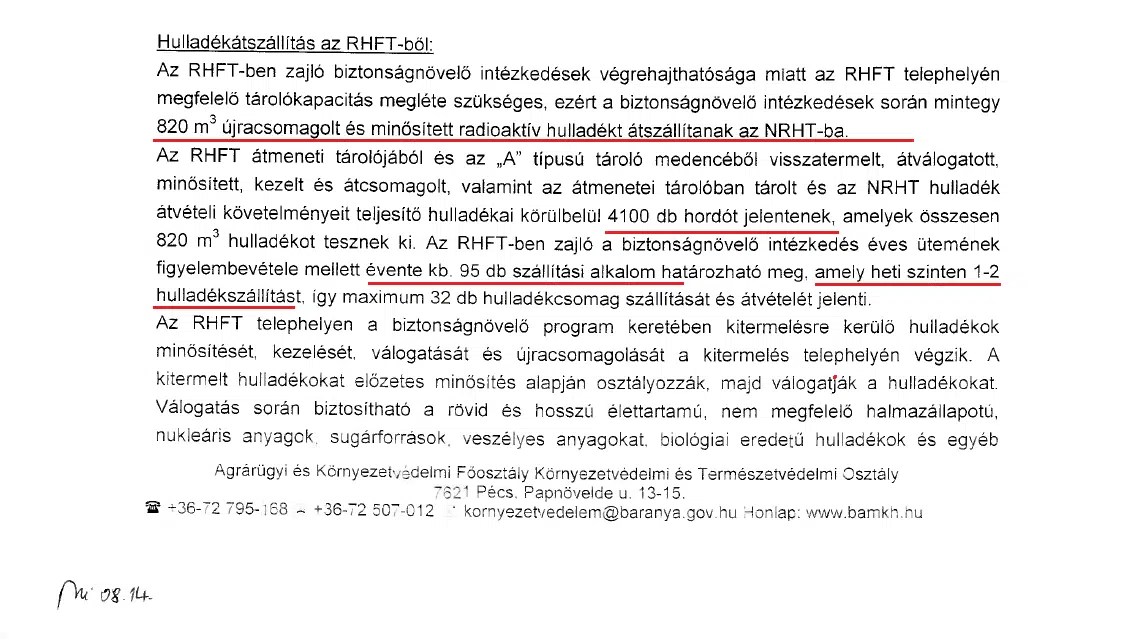 Hulladékátszállítás az RHFT-ből:
Az RHFT-ben zajló biztonságnövelő intézkedések végrehajthatósága miatt az RHFT telephelyén
megfelelő tárolókapacitás megléte szükséges, ezért a biztonságnövelő intézkedések során mintegy
820 m³ újracsomagolt és minősített radioaktív hulladékt átszállítanak az NRHT-ba.
Az RHFT átmeneti tárolójából és az „A” típusú tároló medencéből visszatermelt, átválogatott,
minősített, kezelt és átcsomagolt, valamint az átmenetei tárolóban tárolt és az NRHT hulladék
átvételi követelményeit teljesítő hulladékai körülbelül 4100 db hordót jelentenek, amelyek összesen
820 m³ hulladékot tesznek ki. Az RHFT-ben zajló a biztonságnövelő intézkedés éves ütemének
figyelembevétele mellett évente kb. 95 db szállítási alkalom határozható meg, amely heti szinten 1-2
hulladékszállítást, így maximum 32 db hulladékcsomag szállítását és átvételét jelenti.
Az RHFT telephelyen a biztonságnövelő program keretében kitermelésre kerülő hulladékok
minősítését, kezelését, válogatását és újracsomagolását a kitermelés telephelyén végzik. A
kitermelt hulladékokat előzetes minősítés alapján osztályozzák, majd válogatják a hulladékokat.
Válogatás során biztosítható a rövid és hosszú élettartamú, nem megfelelő halmazállapotú,
nukleáris anyagok, sugárforrások, veszélyes anyagokat, biológiai eredetű hulladékok és egyéb
Agrárügyi és Környezetvédelmi Főosztály Környezetvédelmi és Természetvédelmi Osztály
7621 Pécs, Papnövelde u. 13-15.
☎ +36-72 795-168 +36-72 507-012 kornyezetvedelem@baranya.gov.hu Honlap: www.bamkh.hu
08.14.